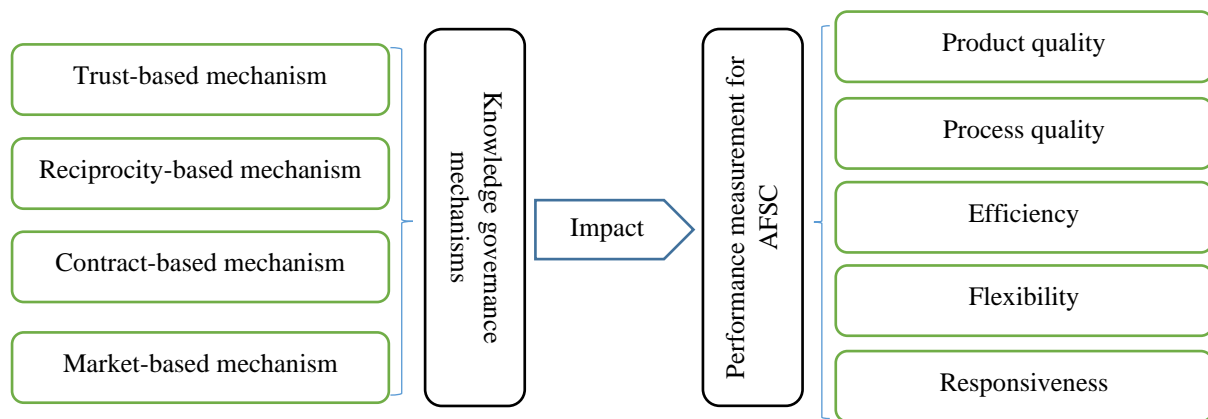 Trust-based mechanism
Reciprocity-based mechanism
Contract-based mechanism
Market-based mechanism
Knowledge governance
mechanisms
Impact
Performance measurement for
AFSC
Product quality
Process quality
Efficiency
Flexibility
Responsiveness